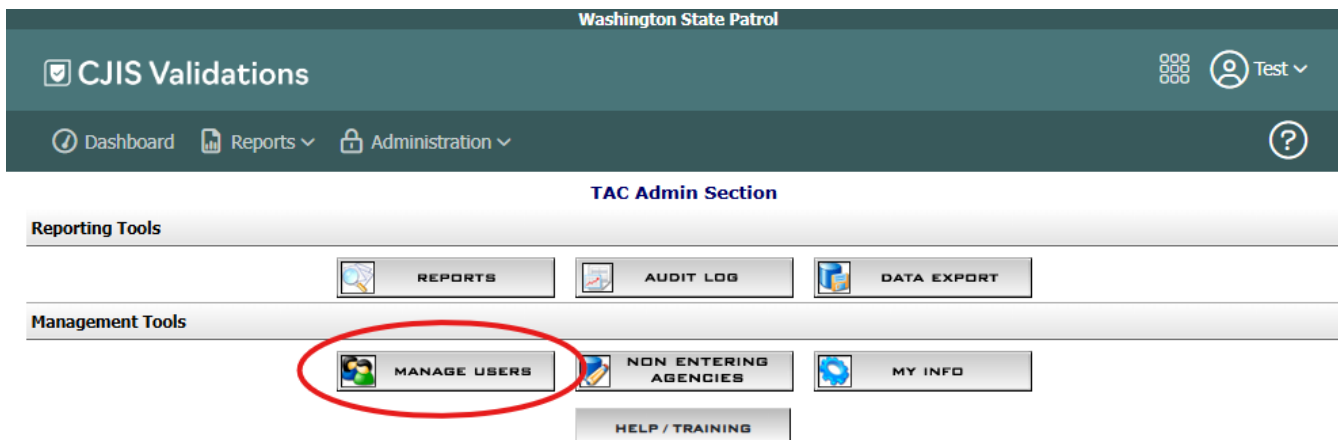 Washington State Patrol
CJIS Validations
Test
Dashboard Reports Administration
?
TAC Admin Section
Reporting Tools
REPORTS AUDIT LOG DATA EXPORT
Management Tools
MANAGE USERS NON ENTERING AGENCIES MY INFO
HELP / TRAINING